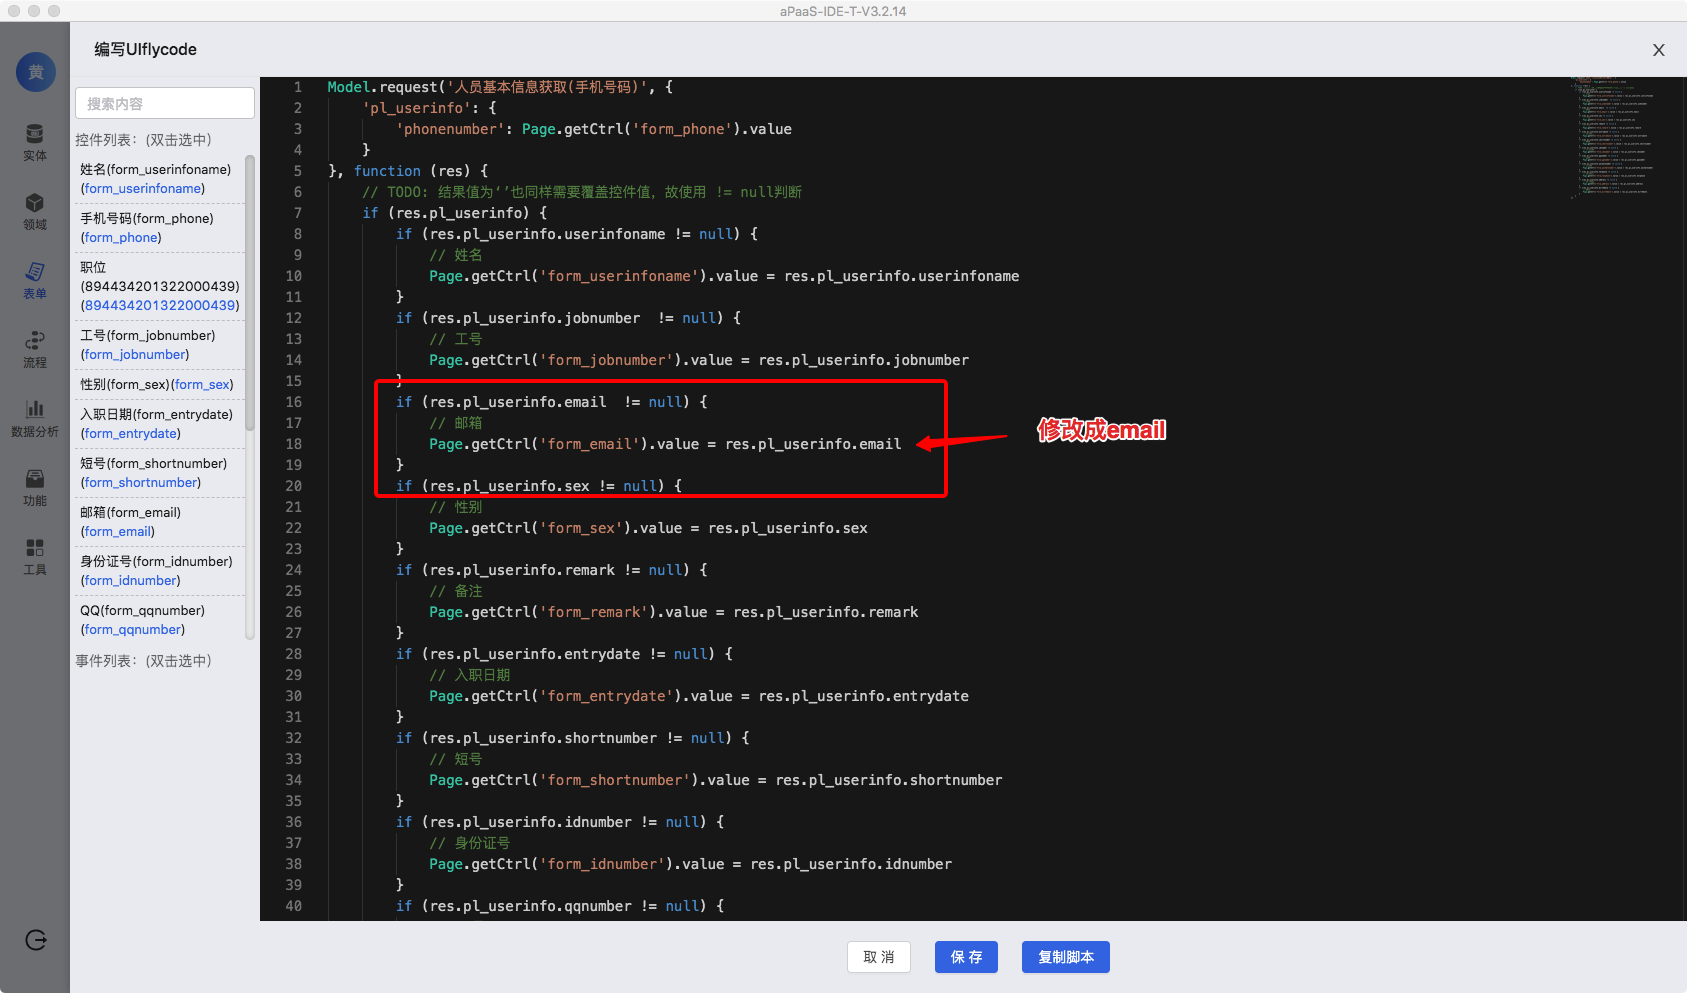 aPaaS-IDE-T-V3.2.14
编写UIflycode
X
黄
实体
领域
表单
流程
数据分析
功能
工具
搜索内容
控件列表：(双击选中)
姓名(form_userinfoname)
(form_userinfoname)
手机号码(form_phone)
(form_phone)
职位
(894434201322000439)
(894434201322000439)
工号(form_jobnumber)
(form_jobnumber)
性别(form_sex)(form_sex)
入职日期(form_entrydate)
(form_entrydate)
短号(form_shortnumber)
(form_shortnumber)
邮箱(form_email)
(form_email)
身份证号(form_idnumber)
(form_idnumber)
QQ(form_qqnumber)
(form_qqnumber)
事件列表：(双击选中)
1 Model.request('人员基本信息获取(手机号码)', {
2 'pl_userinfo': {
3 'phonenumber': Page.getCtrl('form_phone').value
4 }
5 }, function (res) {
6 // TODO: 结果值为‘’也同样需要覆盖控件值，故使用 != null判断
7 if (res.pl_userinfo) {
8 if (res.pl_userinfo.userinfoname != null) {
9 // 姓名
10 Page.getCtrl('form_userinfoname').value = res.pl_userinfo.userinfoname
11 }
12 if (res.pl_userinfo.jobnumber  != null) {
13 // 工号
14 Page.getCtrl('form_jobnumber').value = res.pl_userinfo.jobnumber
15 }
16 if (res.pl_userinfo.email  != null) {
17 // 邮箱
18 Page.getCtrl('form_email').value = res.pl_userinfo.email
修改成email
19 }
20 if (res.pl_userinfo.sex != null) {
21 // 性别
22 Page.getCtrl('form_sex').value = res.pl_userinfo.sex
23 }
24 if (res.pl_userinfo.remark != null) {
25 // 备注
26 Page.getCtrl('form_remark').value = res.pl_userinfo.remark
27 }
28 if (res.pl_userinfo.entrydate != null) {
29 // 入职日期
30 Page.getCtrl('form_entrydate').value = res.pl_userinfo.entrydate
31 }
32 if (res.pl_userinfo.shortnumber != null) {
33 // 短号
34 Page.getCtrl('form_shortnumber').value = res.pl_userinfo.shortnumber
35 }
36 if (res.pl_userinfo.idnumber != null) {
37 // 身份证号
38 Page.getCtrl('form_idnumber').value = res.pl_userinfo.idnumber
39 }
40 if (res.pl_userinfo.qqnumber != null) {
取 消
保 存
复制脚本